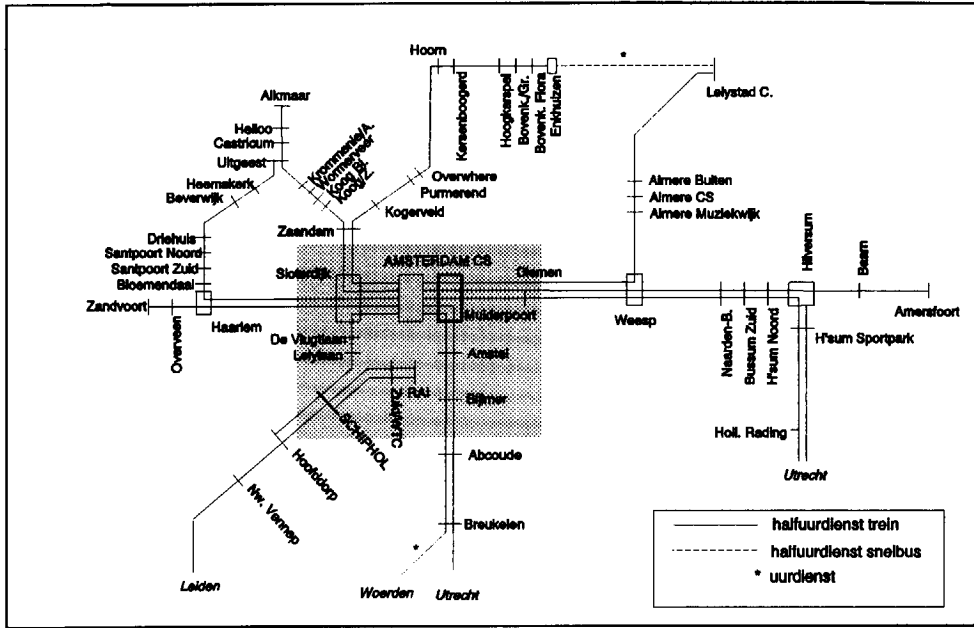 Hoorn
Kersenboogerd
Hoogkarspel
Bovenk./Gr.
Bovenk. Flora
Enkhuizen
*
Lelystad C.
Alkmaar
Heiloo
Castricum
Uitgeest
Heemskerk
Beverwijk
Krommenie/A.
Wormerveer
Koog Bl.
Koog/Z.
Overwhere
Purmerend
Kogerveld
Zaandam
Almere Buiten
Almere CS
Almere Muziekwijk
Driehuis
Santpoort Noord
Santpoort Zuid
Bloemendaal
Zandvoort
Overveen
Haarlem
Sloterdijk
AMSTERDAM CS
Diemen
Muiderpoort
Weesp
Naarden-B.
Bussum Zuid
H'sum Noord
Hilversum
Baarn
Amersfoort
H'sum Sportpark
Holl. Rading
Utrecht
De Vlugtlaan
Lelylaan
Amstel
RAI
Zuid/WTC
Bijlmer
SCHIPHOL
Hoofddorp
Nw. Vennep
Leiden
Abcoude
Breukelen
*
Woerden
Utrecht
halfuurdienst trein
halfuurdienst snelbus
* uurdienst